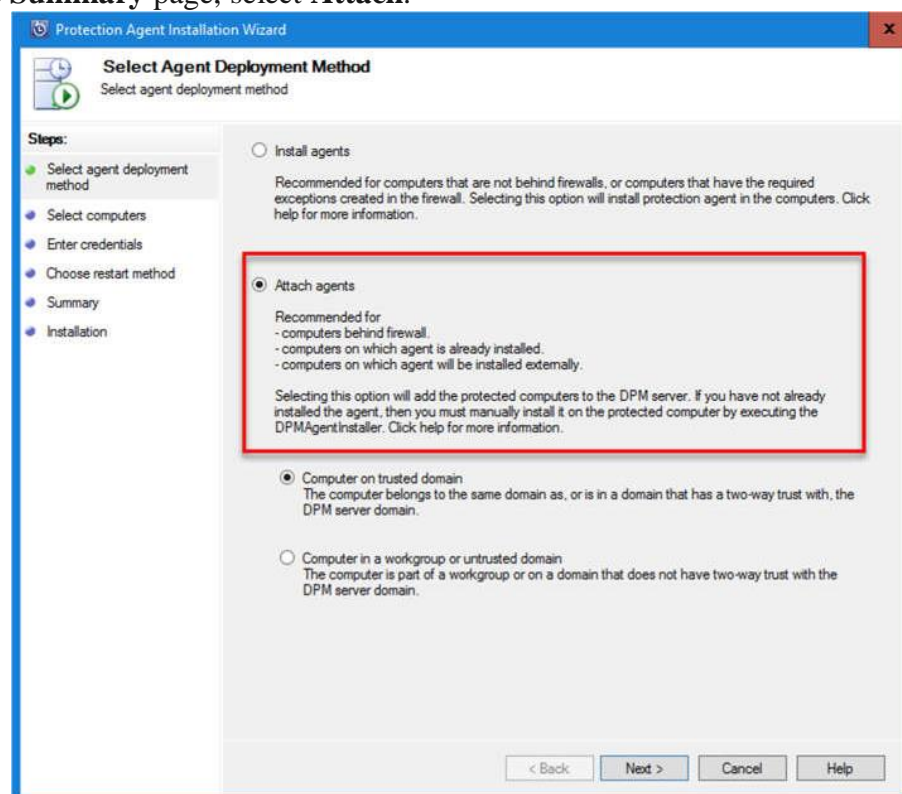 Summary page, select Attach.
Protection Agent Installation Wizard
x
Select Agent Deployment Method
Select agent deployment method
Steps:
Select agent deployment
method
Select computers
Enter credentials
Choose restart method
Summary
Installation
Install agents
Recommended for computers that are not behind firewalls, or computers that have the required
exceptions created in the firewall. Selecting this option will install protection agent in the computers. Click
help for more information.
Attach agents
Recommended for
- computers behind firewall.
- computers on which agent is already installed.
- computers on which agent will be installed externally.
Selecting this option will add the protected computers to the DPM server. If you have not already
installed the agent, then you must manually install it on the protected computer by executing the
DPMAgentInstaller. Click help for more information.
Computer on trusted domain
The computer belongs to the same domain as, or is in a domain that has a two-way trust with, the
DPM server domain.
Computer in a workgroup or untrusted domain
The computer is part of a workgroup or on a domain that does not have two-way trust with the
DPM server domain.
< Back
Next >
Cancel
Help